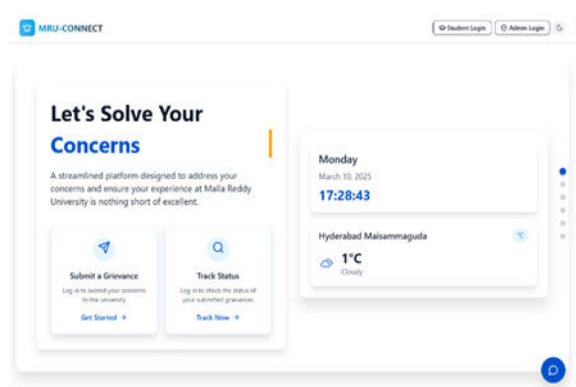 MRU-CONNECT
Student Login
Admin Login
Let's Solve Your
Concerns
A streamlined platform designed to address your
concerns and ensure your experience at Malla Reddy
University is nothing short of excellent.
Submit a Grievance
Log in to submit your concerns
to the university
Get Started →
Track Status
Log in to check the status of
your submitted grievances
Track Now →
Monday
March 10, 2025
17:28:43
Hyderabad Maisammaguda
°C
1°C
Cloudy